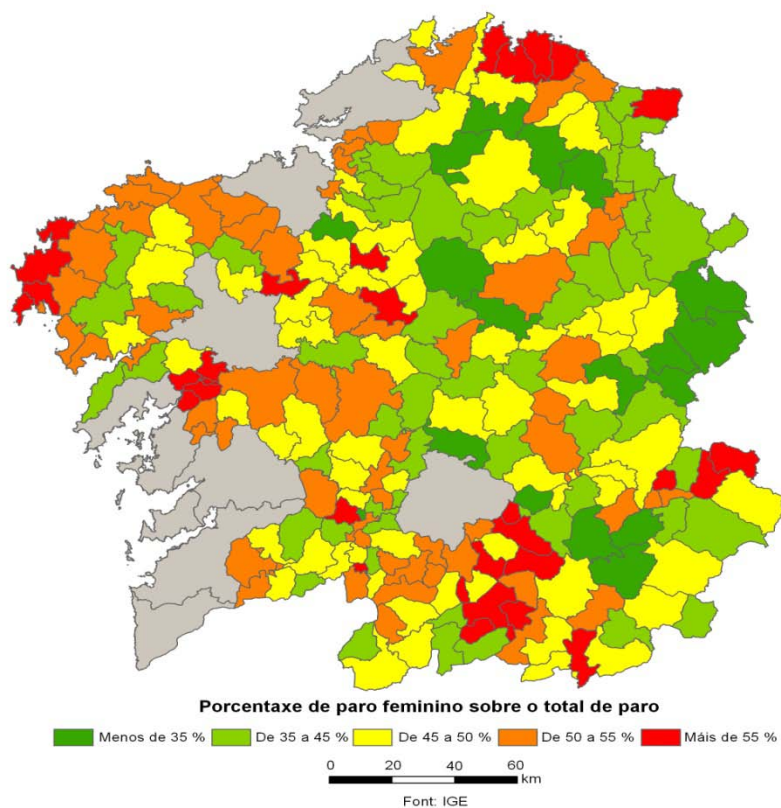 Porcentaxe de paro feminino sobre o total de paro
Menos de 35 % De 35 a 45 % De 45 a 50 % De 50 a 55 % Máis de 55 %
0 20 40 60
km
Font: IGE